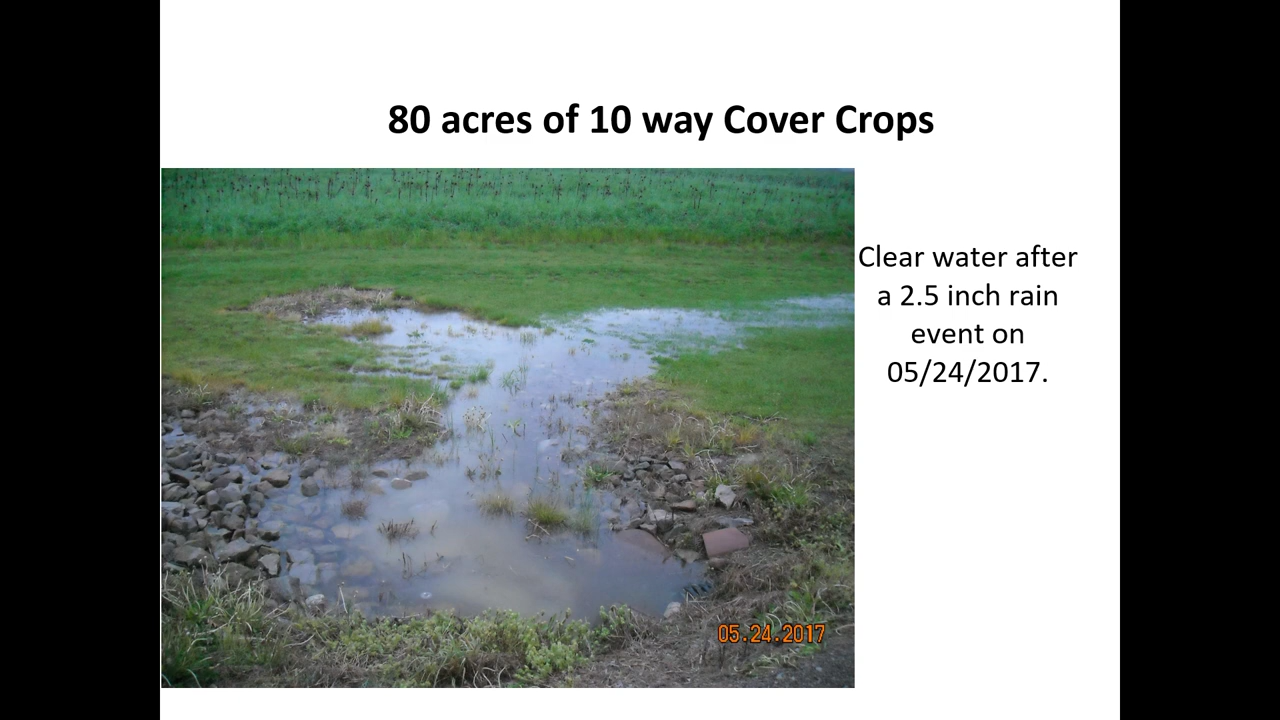 80 acres of 10 way Cover Crops
Clear water after
a 2.5 inch rain
event on
05/24/2017.
05.24.2017